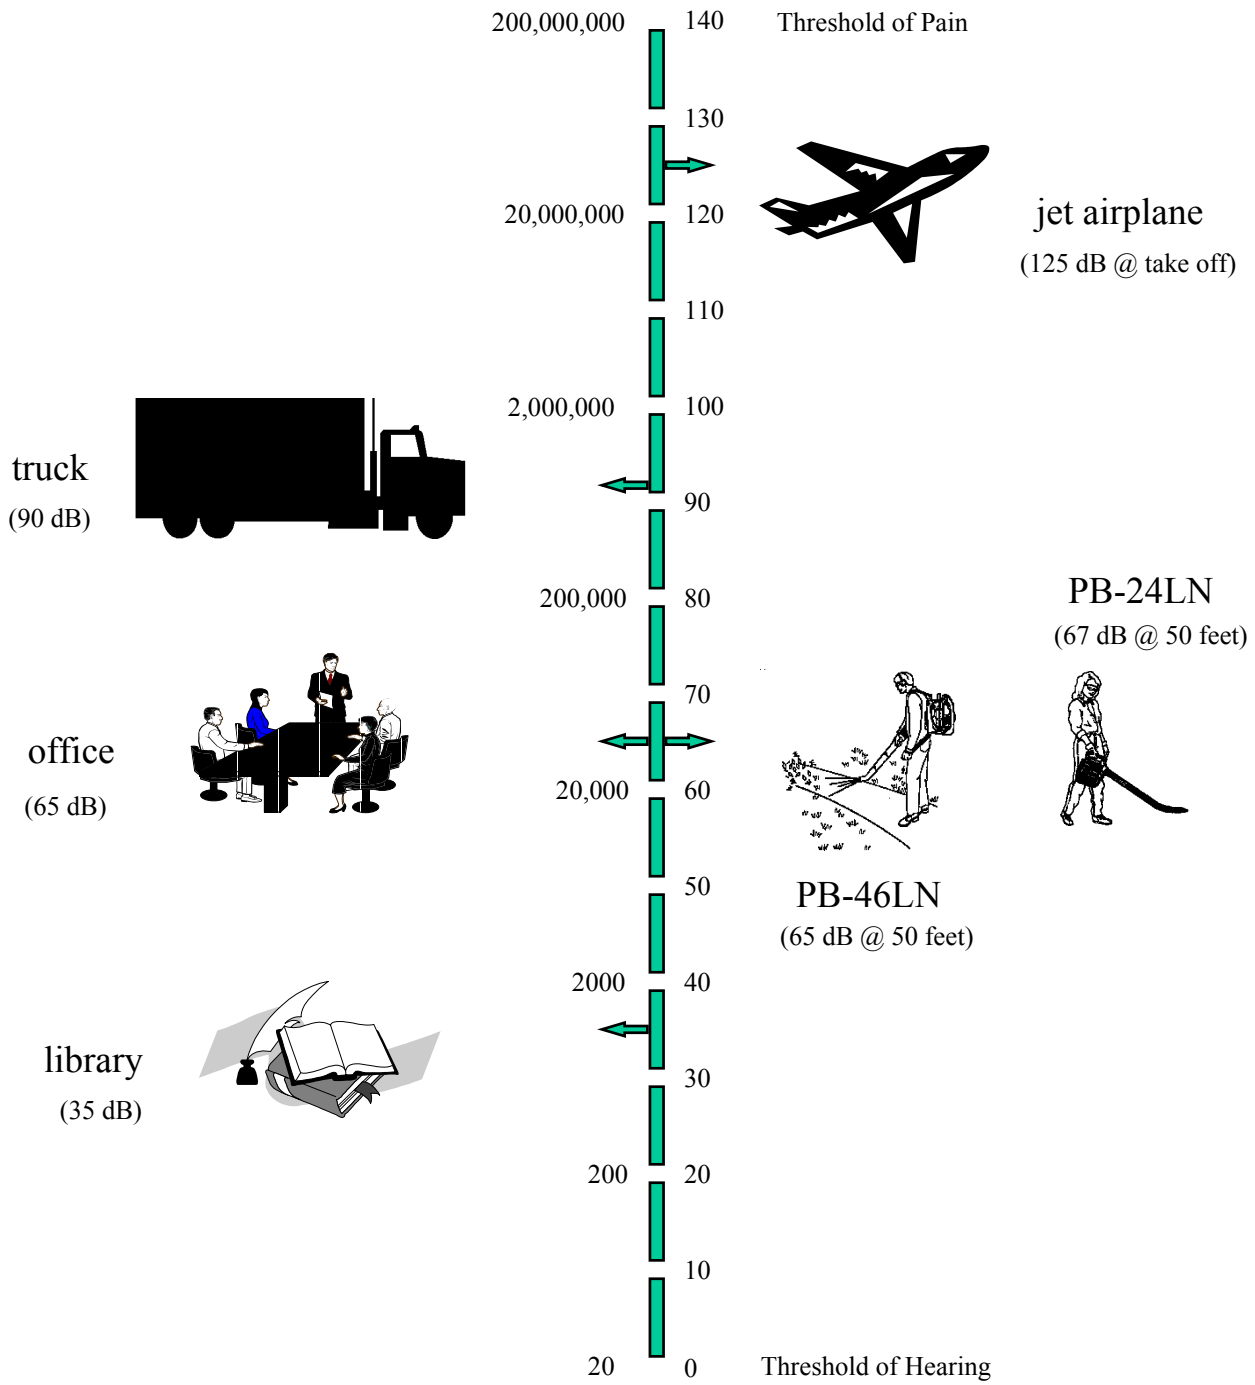 200,000,000 140 Threshold of Pain
130
20,000,000 120
jet airplane
(125 dB @ take off)
110
2,000,000 100
truck
(90 dB)
90
200,000 80
PB-24LN
(67 dB @ 50 feet)
70
office
(65 dB)
20,000 60
50
PB-46LN
(65 dB @ 50 feet)
2000 40
library
(35 dB)
30
200 20
10
20 0 Threshold of Hearing